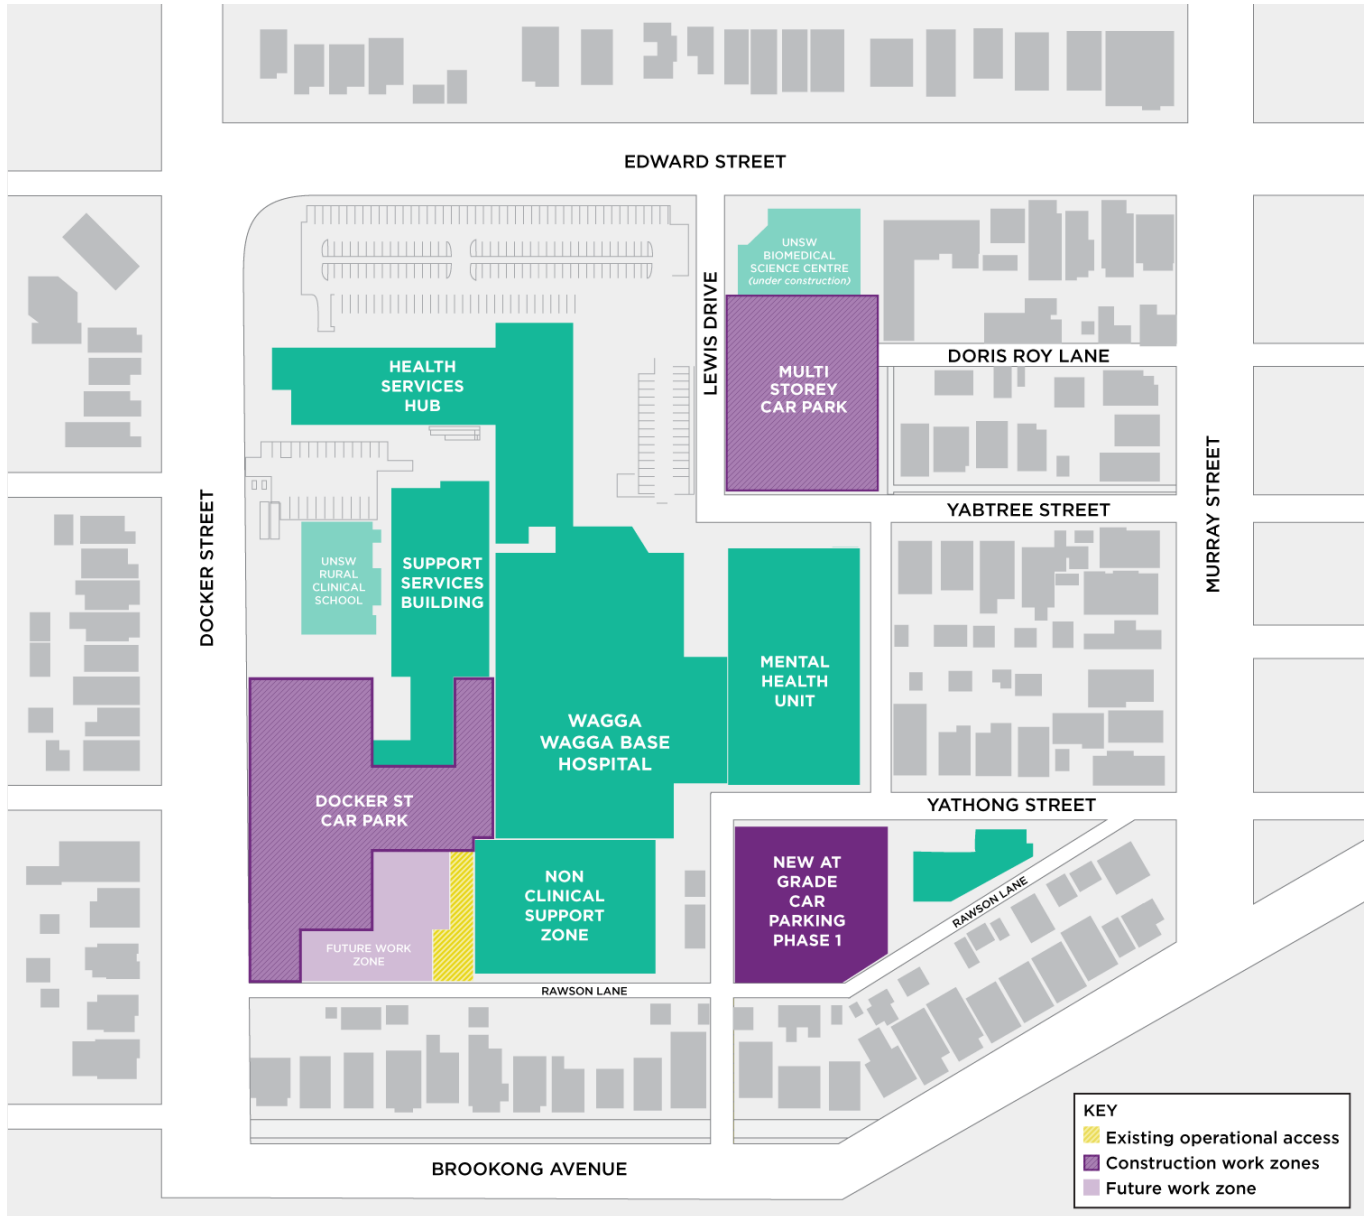 EDWARD STREET
UNSW
BIOMEDICAL
SCIENCE CENTRE
(under construction)
LEWIS DRIVE
DORIS ROY LANE
HEALTH
SERVICES
HUB
MULTI
STOREY
CAR PARK
MURRAY STREET
YABTREE STREET
DOCKER STREET
UNSW
RURAL
CLINICAL
SCHOOL
SUPPORT
SERVICES
BUILDING
MENTAL
HEALTH
UNIT
WAGGA
WAGGA BASE
HOSPITAL
DOCKER ST
CAR PARK
YATHONG STREET
NON
CLINICAL
SUPPORT
ZONE
NEW AT
GRADE
CAR
PARKING
PHASE 1
RAWSON LANE
FUTURE WORK
ZONE
RAWSON LANE
BROOKONG AVENUE
KEY
Existing operational access
Construction work zones
Future work zone